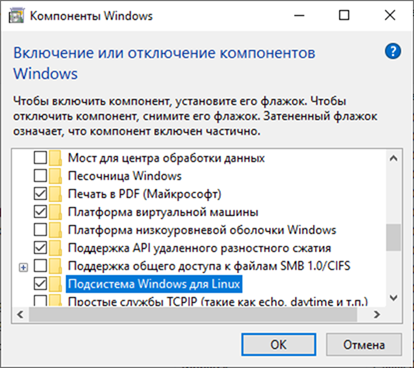 Компоненты Windows
Включение или отключение компонентов
Windows
Чтобы включить компонент, установите его флажок. Чтобы
отключить компонент, снимите его флажок. Затененный флажок
означает, что компонент включен частично.
Мост для центра обработки данных
Песочница Windows
Печать в PDF (Майкрософт)
Платформа виртуальной машины
Платформа низкоуровневой оболочки Windows
Поддержка API удаленного разностного сжатия
Поддержка общего доступа к файлам SMB 1.0/CIFS
Подсистема Windows для Linux
Простые службы TCPIP (такие как echo, daytime и т.п.)
ОК
Отмена